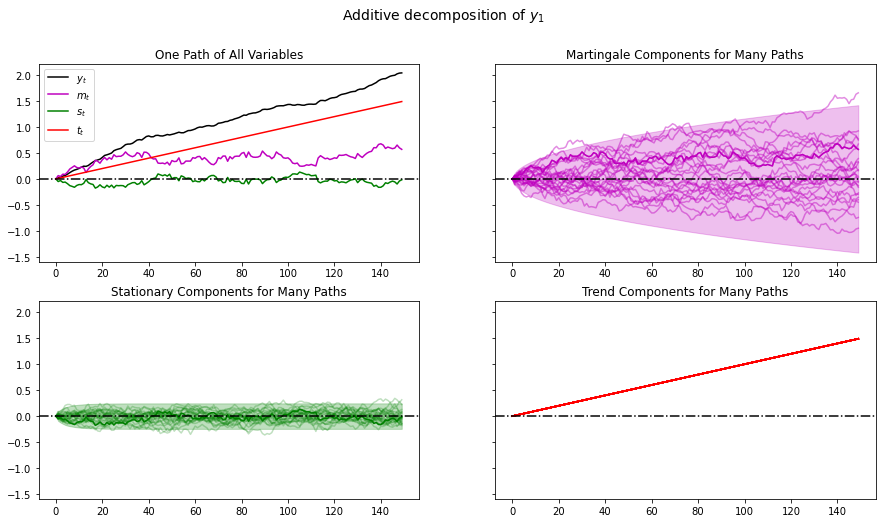 Additive decomposition of y₁
One Path of All Variables
yₜ
mₜ
sₜ
tₜ
2.0
1.5
1.0
0.5
0.0
−0.5
−1.0
−1.5
0 20 40 60 80 100 120 140
Martingale Components for Many Paths
0 20 40 60 80 100 120 140
Stationary Components for Many Paths
2.0
1.5
1.0
0.5
0.0
−0.5
−1.0
−1.5
0 20 40 60 80 100 120 140
Trend Components for Many Paths
0 20 40 60 80 100 120 140